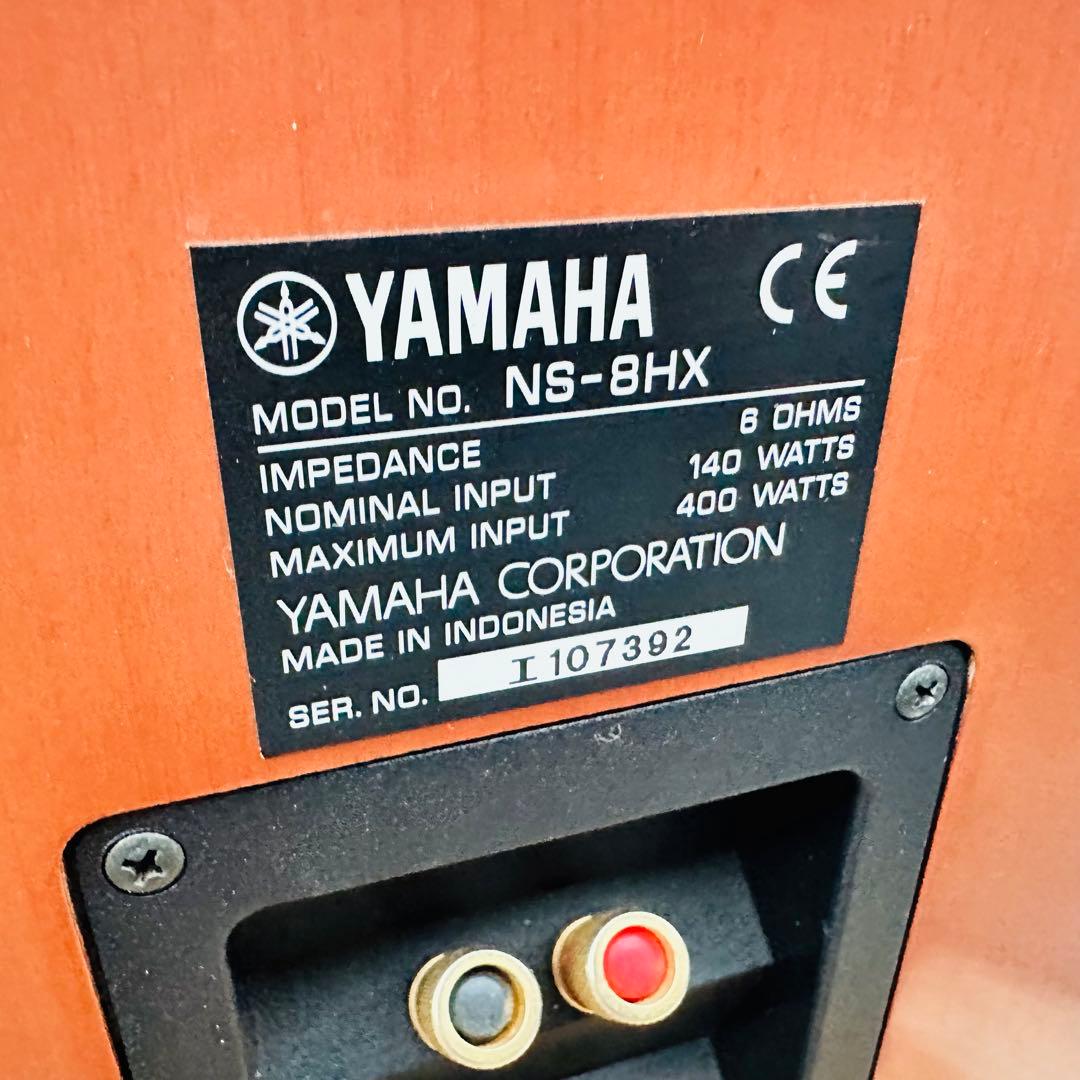 YAMAHA CE
MODEL NO. NS-8HX
IMPEDANCE 6 OHMS
NOMINAL INPUT 140 WATTS
MAXIMUM INPUT 400 WATTS
YAMAHA CORPORATION
MADE IN INDONESIA
SER. NO. I107392